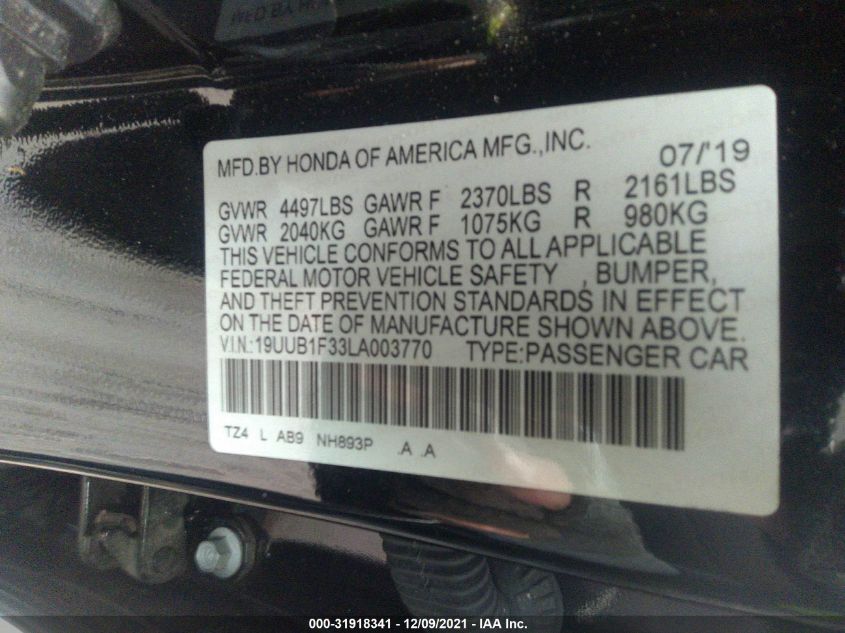 MFD.BY HONDA OF AMERICA MFG.,INC. 07/'19
GVWR 4497LBS GAWR F 2370LBS R 2161LBS
GVWR 2040KG GAWR F 1075KG R 980KG
THIS VEHICLE CONFORMS TO ALL APPLICABLE
FEDERAL MOTOR VEHICLE SAFETY , BUMPER,
AND THEFT PREVENTION STANDARDS IN EFFECT
ON THE DATE OF MANUFACTURE SHOWN ABOVE.
V.I.N.:19UUB1F33LA003770 TYPE:PASSENGER CAR
TZ4 L AB9 NH893P .A .A
000-31918341 - 12/09/2021 - IAA Inc.